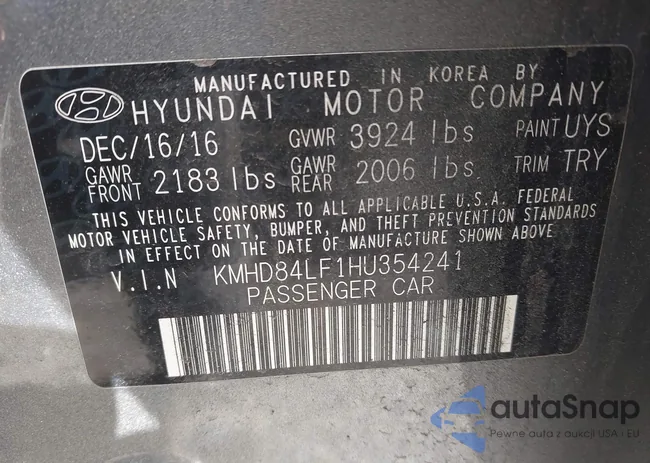 MANUFACTURED IN KOREA BY
HYUNDAI MOTOR COMPANY
DEC/16/16 GVWR 3924 lbs PAINT UYS
GAWR FRONT 2183 lbs GAWR REAR 2006 lbs. TRIM TRY
THIS VEHICLE CONFORMS TO ALL APPLICABLE U.S.A. FEDERAL
MOTOR VEHICLE SAFETY, BUMPER, AND THEFT PREVENTION STANDARDS
IN EFFECT ON THE DATE OF MANUFACTURE SHOWN ABOVE
V.I.N KMHD84LF1HU354241
PASSENGER CAR
autaSnap
Pewne auta z aukcji USA - EU